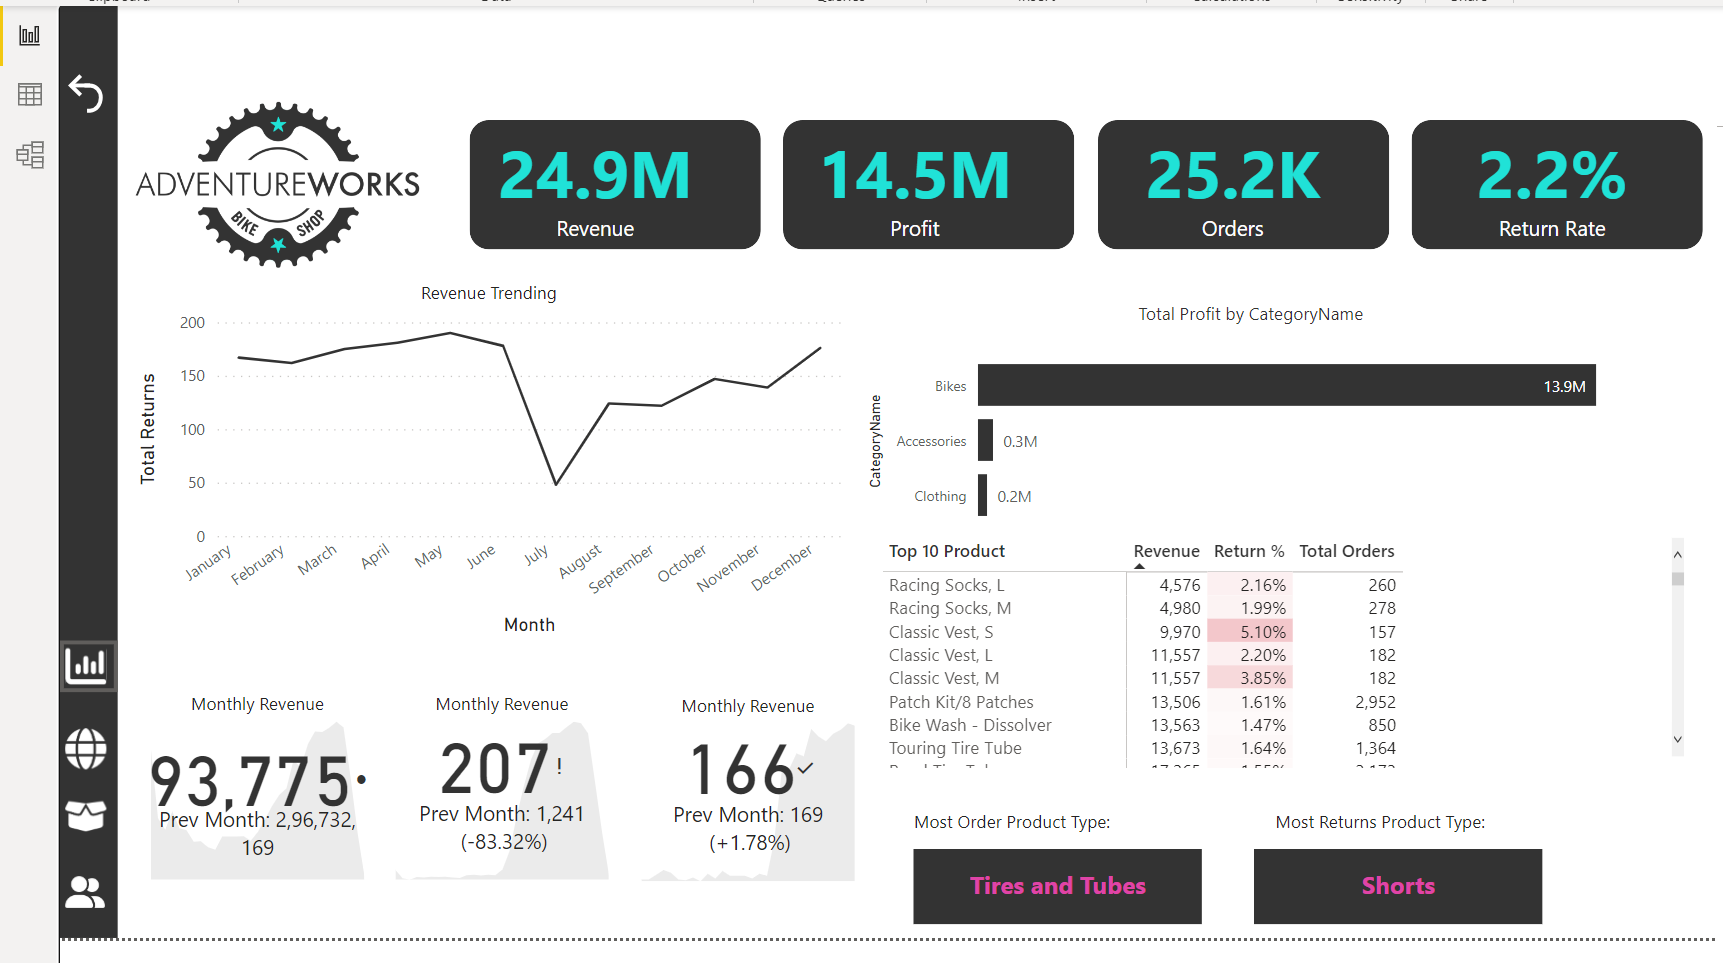 ADVENTUREWORKS
BIKE SHOP
24.9M
Revenue
14.5M
Profit
25.2K
Orders
2.2%
Return Rate
Revenue Trending
Total Returns
200
150
100
50
0
January
February
March
April
May
June
July
August
September
October
November
December
Month
Total Profit by CategoryName
CategoryName
Bikes
13.9M
Accessories
0.3M
Clothing
0.2M
Top 10 Product Revenue Return % Total Orders
Racing Socks, L 4,576 2.16% 260
Racing Socks, M 4,980 1.99% 278
Classic Vest, S 9,970 5.10% 157
Classic Vest, L 11,557 2.20% 182
Classic Vest, M 11,557 3.85% 182
Patch Kit/8 Patches 13,506 1.61% 2,952
Bike Wash - Dissolver 13,563 1.47% 850
Touring Tire Tube 13,673 1.64% 1,364
Monthly Revenue
93,775
Prev Month: 2,96,732,
169
Monthly Revenue
207!
Prev Month: 1,241
(-83.32%)
Monthly Revenue
166
Prev Month: 169
(+1.78%)
Most Order Product Type:
Tires and Tubes
Most Returns Product Type:
Shorts